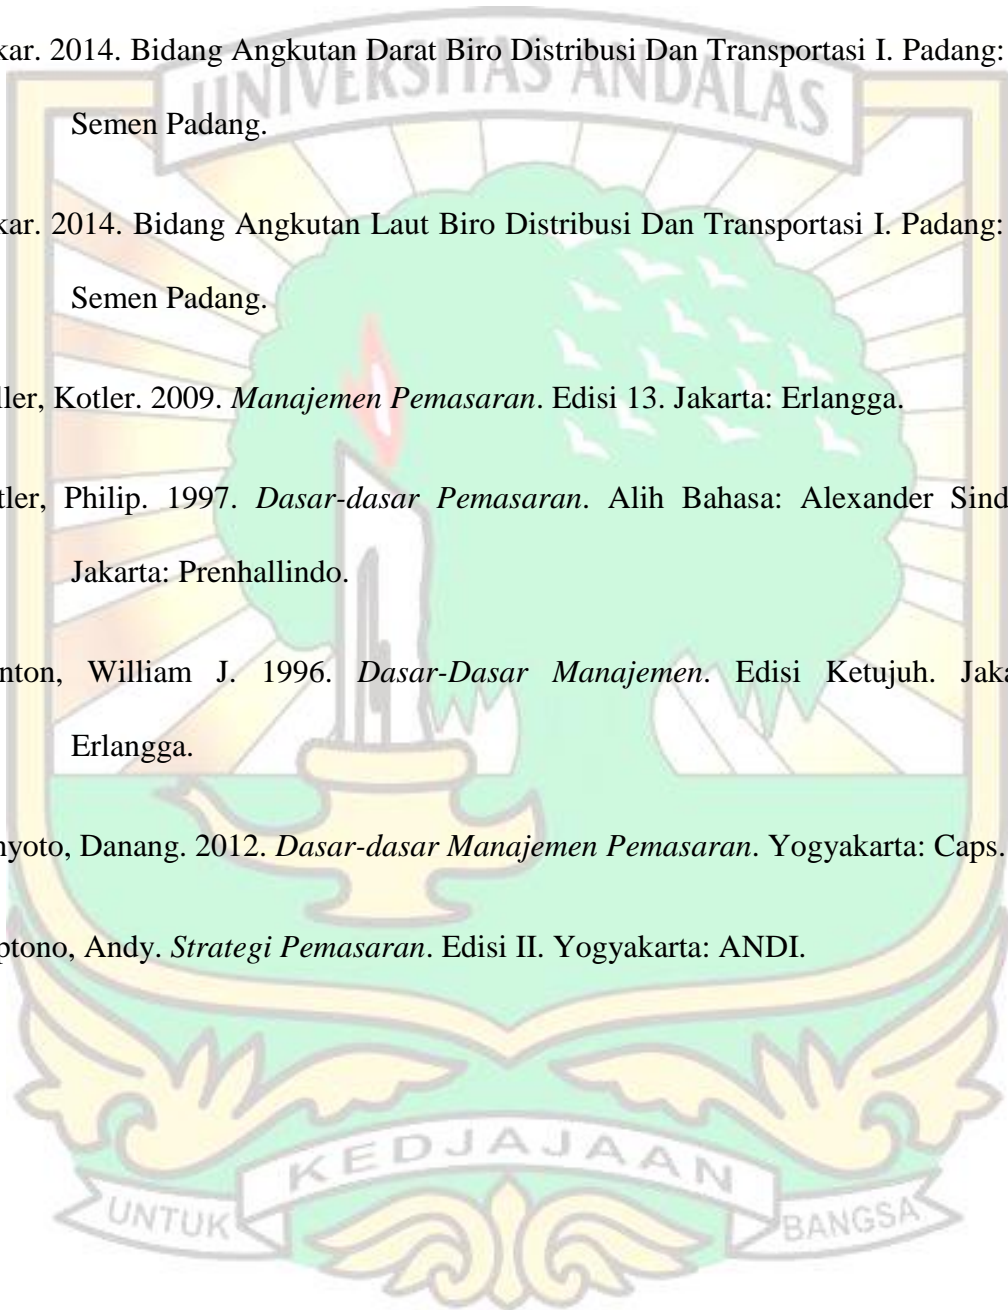 UNIVERSITAS ANDALAS
kar. 2014. Bidang Angkutan Darat Biro Distribusi Dan Transportasi I. Padang:
Semen Padang.
kar. 2014. Bidang Angkutan Laut Biro Distribusi Dan Transportasi I. Padang:
Semen Padang.
ller, Kotler. 2009. Manajemen Pemasaran. Edisi 13. Jakarta: Erlangga.
tler, Philip. 1997. Dasar-dasar Pemasaran. Alih Bahasa: Alexander Sind
Jakarta: Prenhallindo.
nton, William J. 1996. Dasar-Dasar Manajemen. Edisi Ketujuh. Jaka
Erlangga.
nyoto, Danang. 2012. Dasar-dasar Manajemen Pemasaran. Yogyakarta: Caps.
ptono, Andy. Strategi Pemasaran. Edisi II. Yogyakarta: ANDI.
UNTUK KEDJAJAAN BANGSA